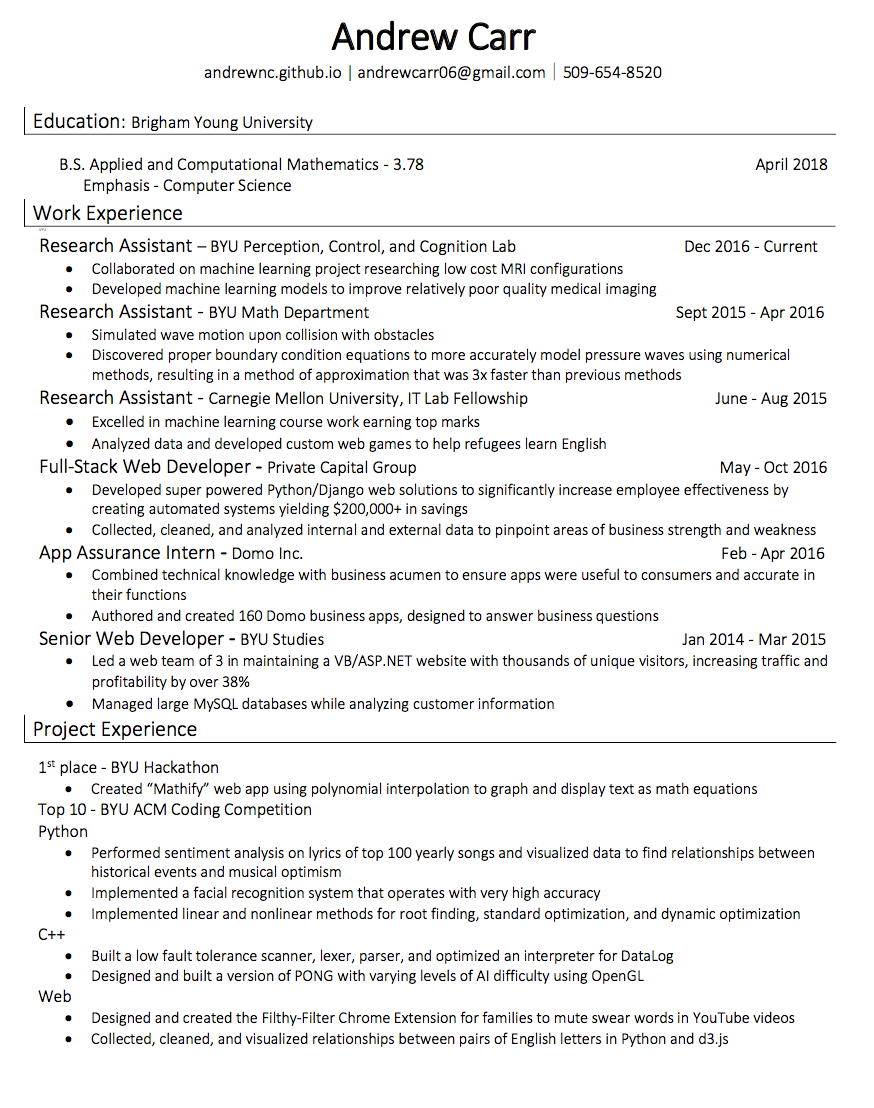 Andrew Carr
andrewnc.github.io | andrewcarr06@gmail.com | 509-654-8520
Education: Brigham Young University
B.S. Applied and Computational Mathematics - 3.78 April 2018
Emphasis - Computer Science
Work Experience
Research Assistant – BYU Perception, Control, and Cognition Lab Dec 2016 - Current
• Collaborated on machine learning project researching low cost MRI configurations
• Developed machine learning models to improve relatively poor quality medical imaging
Research Assistant - BYU Math Department Sept 2015 - Apr 2016
• Simulated wave motion upon collision with obstacles
• Discovered proper boundary condition equations to more accurately model pressure waves using numerical
methods, resulting in a method of approximation that was 3x faster than previous methods
Research Assistant - Carnegie Mellon University, IT Lab Fellowship June - Aug 2015
• Excelled in machine learning course work earning top marks
• Analyzed data and developed custom web games to help refugees learn English
Full-Stack Web Developer - Private Capital Group May - Oct 2016
• Developed super powered Python/Django web solutions to significantly increase employee effectiveness by
creating automated systems yielding $200,000+ in savings
• Collected, cleaned, and analyzed internal and external data to pinpoint areas of business strength and weakness
App Assurance Intern - Domo Inc. Feb - Apr 2016
• Combined technical knowledge with business acumen to ensure apps were useful to consumers and accurate in
their functions
• Authored and created 160 Domo business apps, designed to answer business questions
Senior Web Developer - BYU Studies Jan 2014 - Mar 2015
• Led a web team of 3 in maintaining a VB/ASP.NET website with thousands of unique visitors, increasing traffic and
profitability by over 38%
• Managed large MySQL databases while analyzing customer information
Project Experience
1st place - BYU Hackathon
• Created “Mathify” web app using polynomial interpolation to graph and display text as math equations
Top 10 - BYU ACM Coding Competition
Python
• Performed sentiment analysis on lyrics of top 100 yearly songs and visualized data to find relationships between
historical events and musical optimism
• Implemented a facial recognition system that operates with very high accuracy
• Implemented linear and nonlinear methods for root finding, standard optimization, and dynamic optimization
C++
• Built a low fault tolerance scanner, lexer, parser, and optimized an interpreter for DataLog
• Designed and built a version of PONG with varying levels of AI difficulty using OpenGL
Web
• Designed and created the Filthy-Filter Chrome Extension for families to mute swear words in YouTube videos
• Collected, cleaned, and visualized relationships between pairs of English letters in Python and d3.js